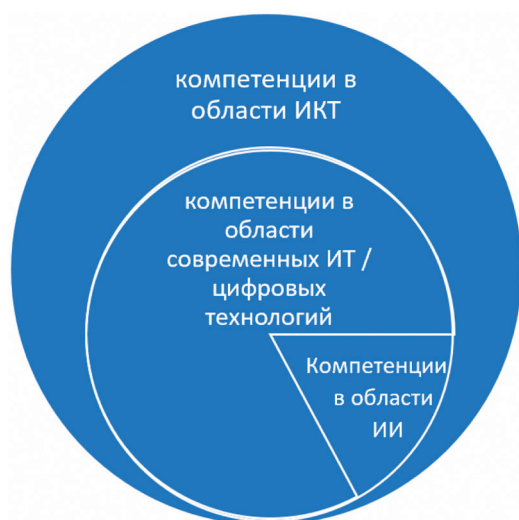 компетенции в
области ИКТ
компетенции в
области
современных ИТ /
цифровых
технологий
Компетенции
в области
ИИ